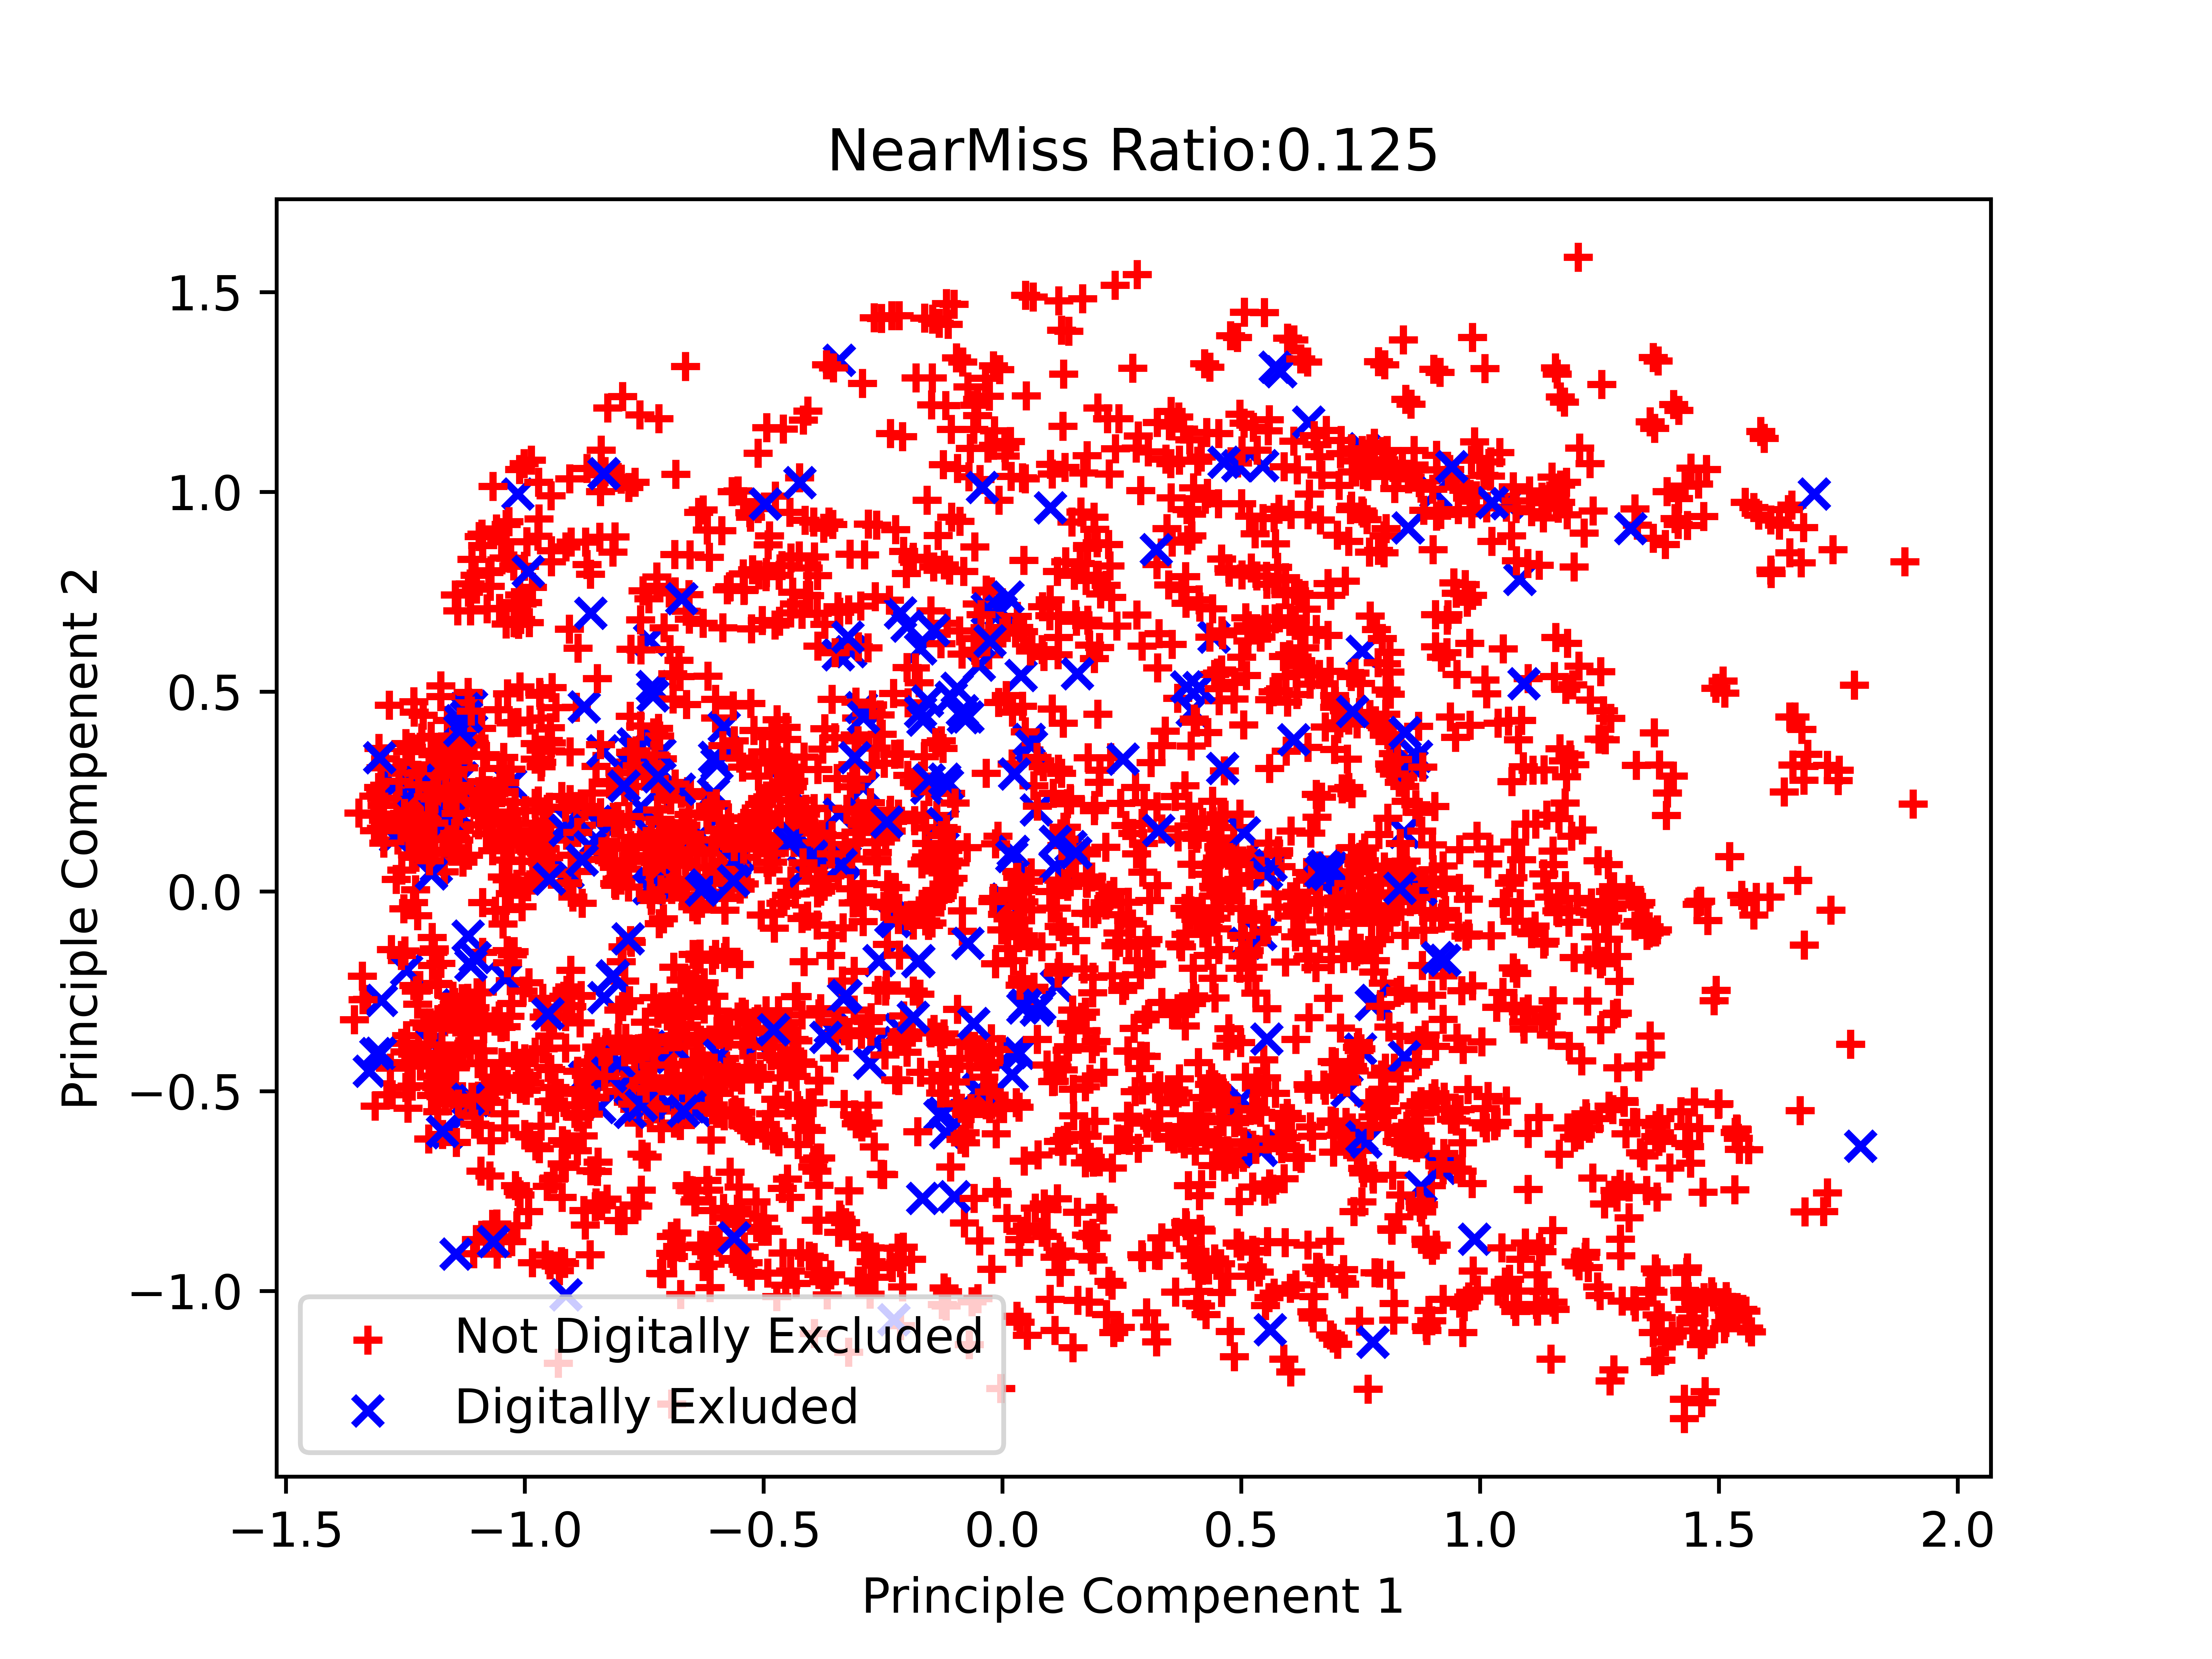 NearMiss Ratio:0.125
Principle Compenent 2
1.5
1.0
0.5
0.0
−0.5
−1.0
Not Digitally Excluded
Digitally Exluded
−1.5 −1.0 −0.5 0.0 0.5 1.0 1.5 2.0
Principle Compenent 1